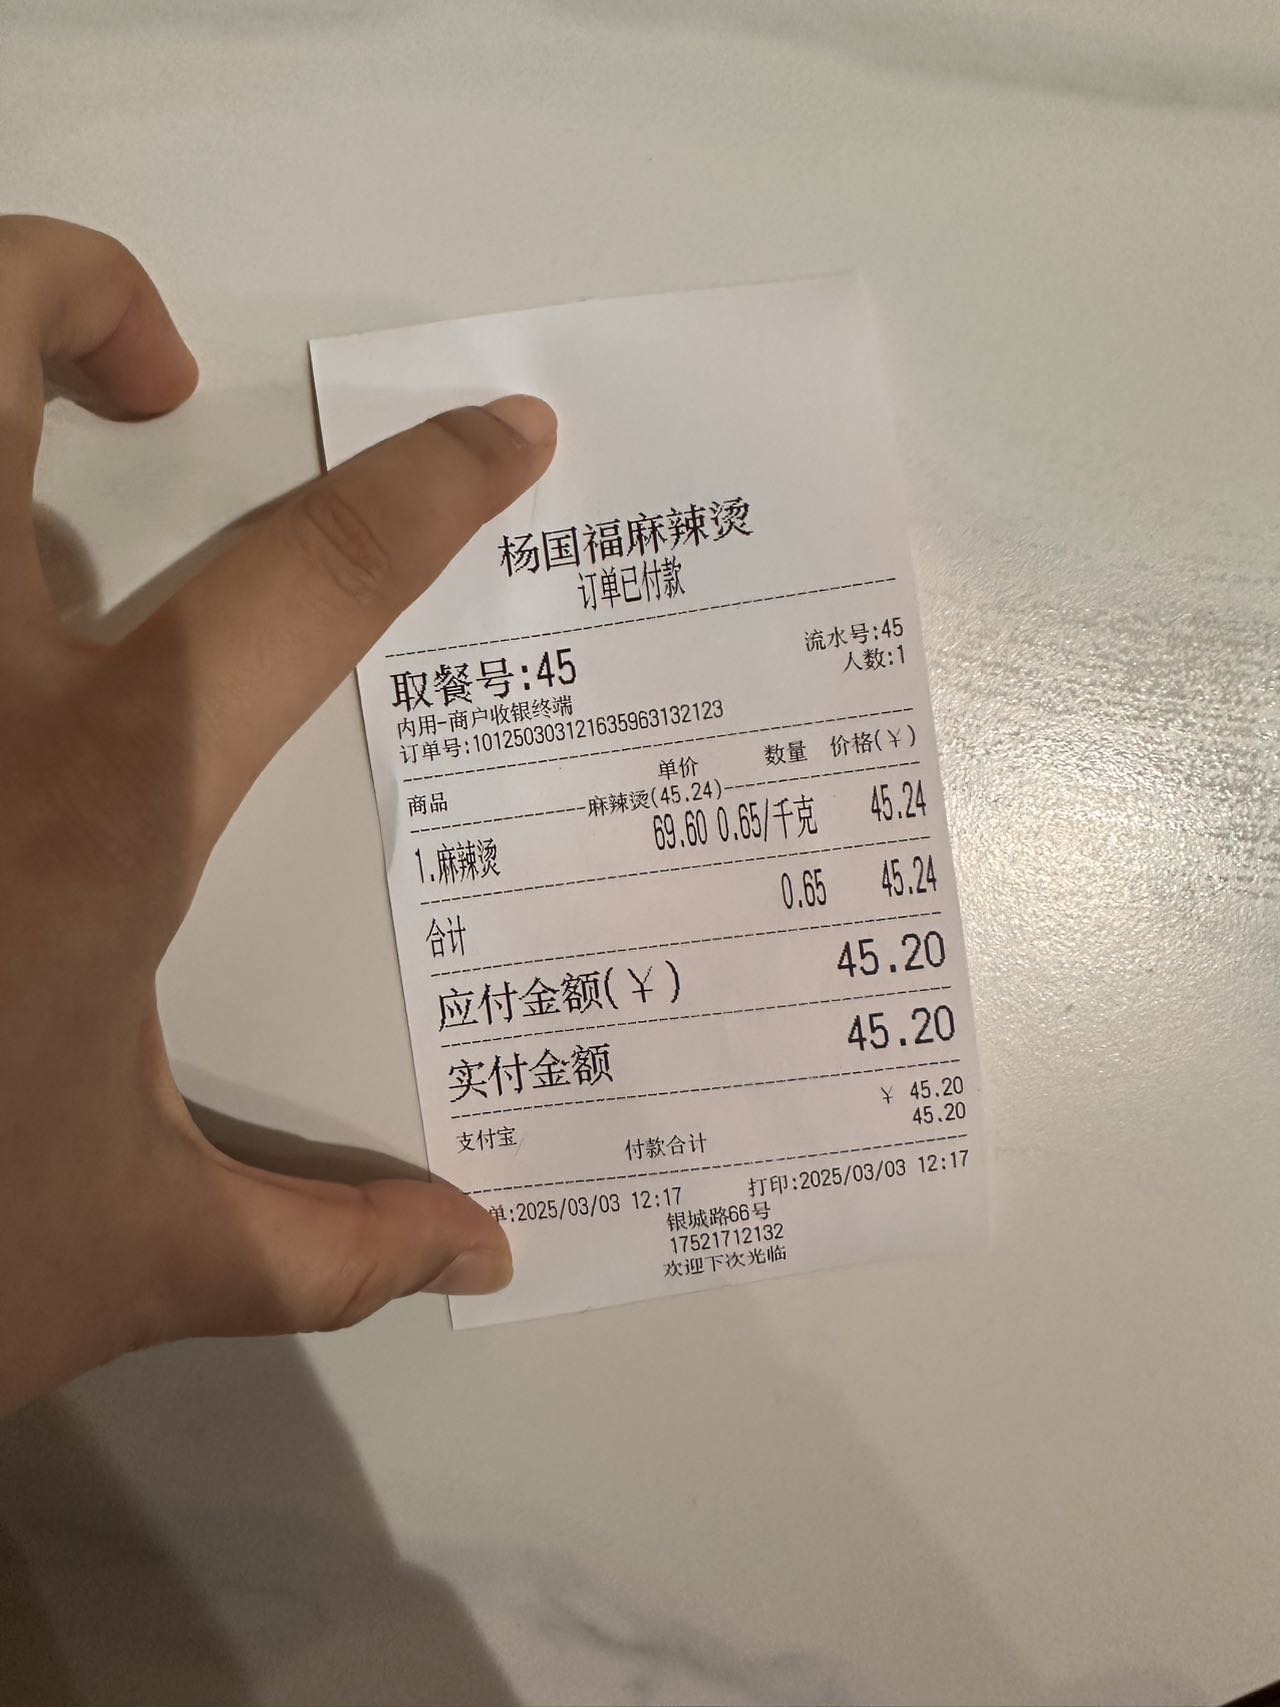 杨国福麻辣烫
订单已付款
取餐号:45
流水号:45
人数:1
内用-商户收银终端
订单号:101250303121635963132123
商品 单价 数量 价格(¥)
麻辣烫(45.24)
1.麻辣烫 69.60 0.65/千克 45.24
合计 0.65 45.24
应付金额(¥) 45.20
实付金额 45.20
支付宝 ¥ 45.20
付款合计 45.20
单:2025/03/03 12:17 打印:2025/03/03 12:17
银城路66号
17521712132
欢迎下次光临